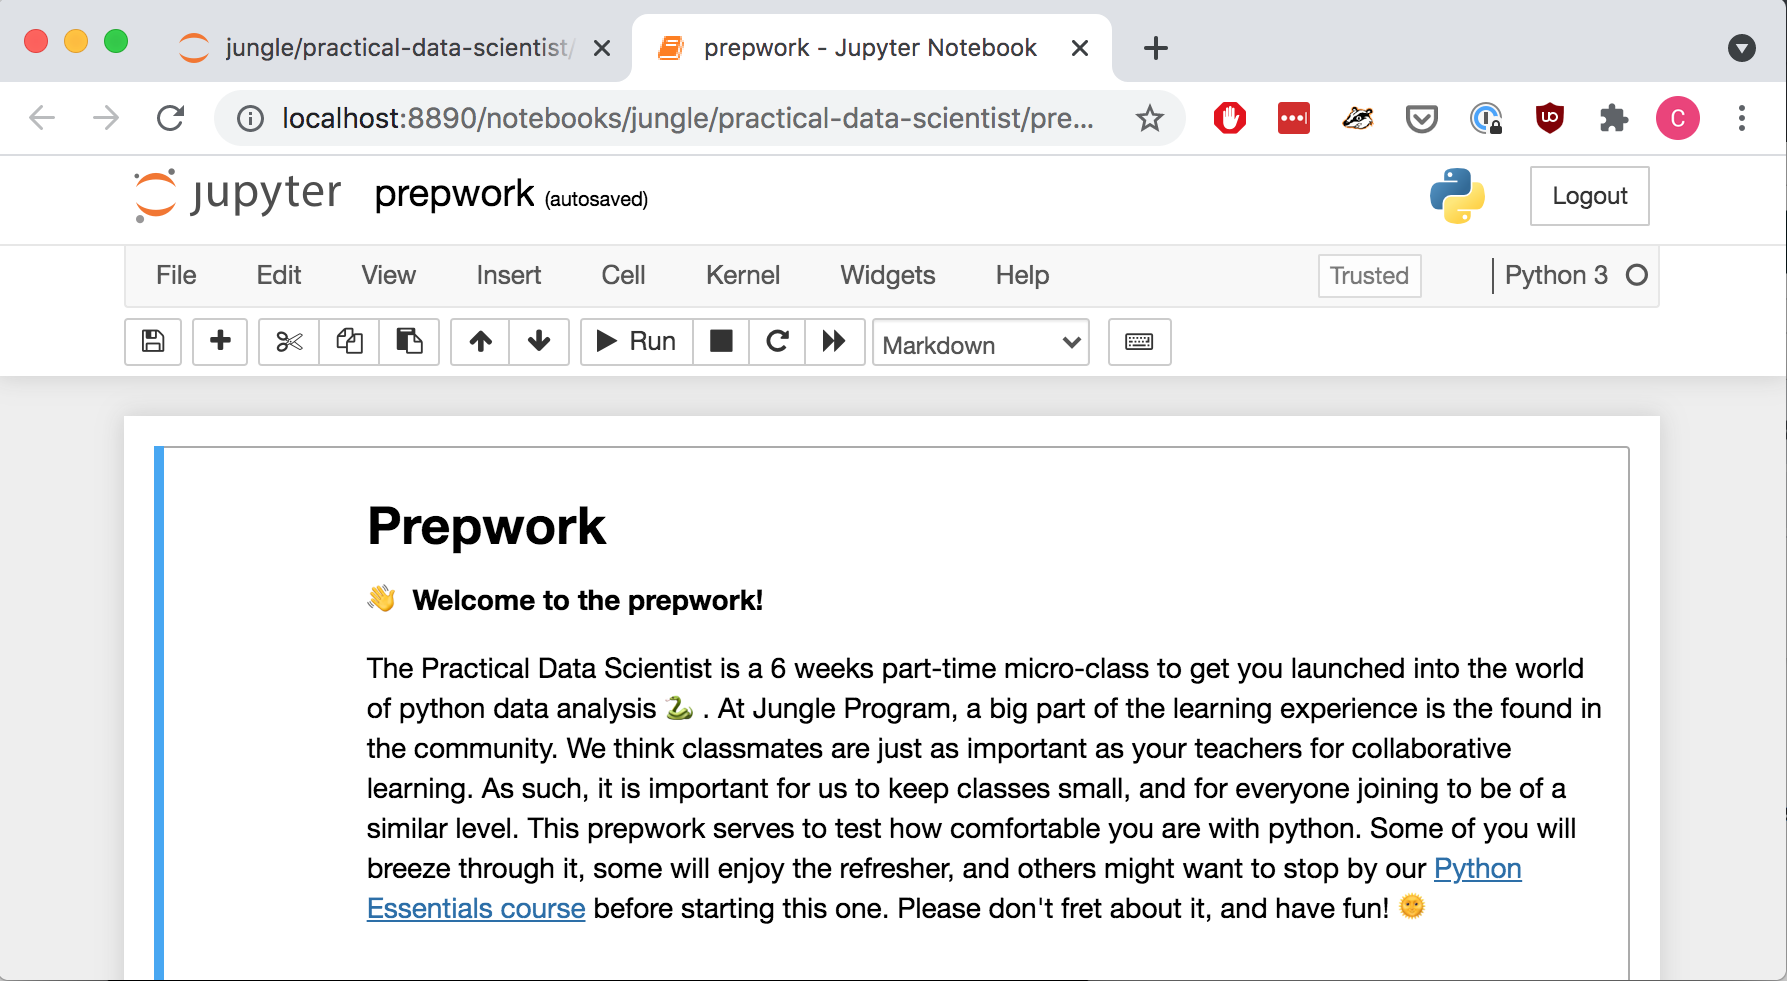 jungle/practical-data-scientist/
prepwork - Jupyter Notebook
localhost:8890/notebooks/jungle/practical-data-scientist/pre...
C
jupyter prepwork (autosaved)
Logout
File Edit View Insert Cell Kernel Widgets Help Trusted Python 3
Run Markdown
Prepwork
👋 Welcome to the prepwork!
The Practical Data Scientist is a 6 weeks part-time micro-class to get you launched into the world
of python data analysis 🐍 . At Jungle Program, a big part of the learning experience is the found in
the community. We think classmates are just as important as your teachers for collaborative
learning. As such, it is important for us to keep classes small, and for everyone joining to be of a
similar level. This prepwork serves to test how comfortable you are with python. Some of you will
breeze through it, some will enjoy the refresher, and others might want to stop by our Python
Essentials course before starting this one. Please don't fret about it, and have fun! 🌞